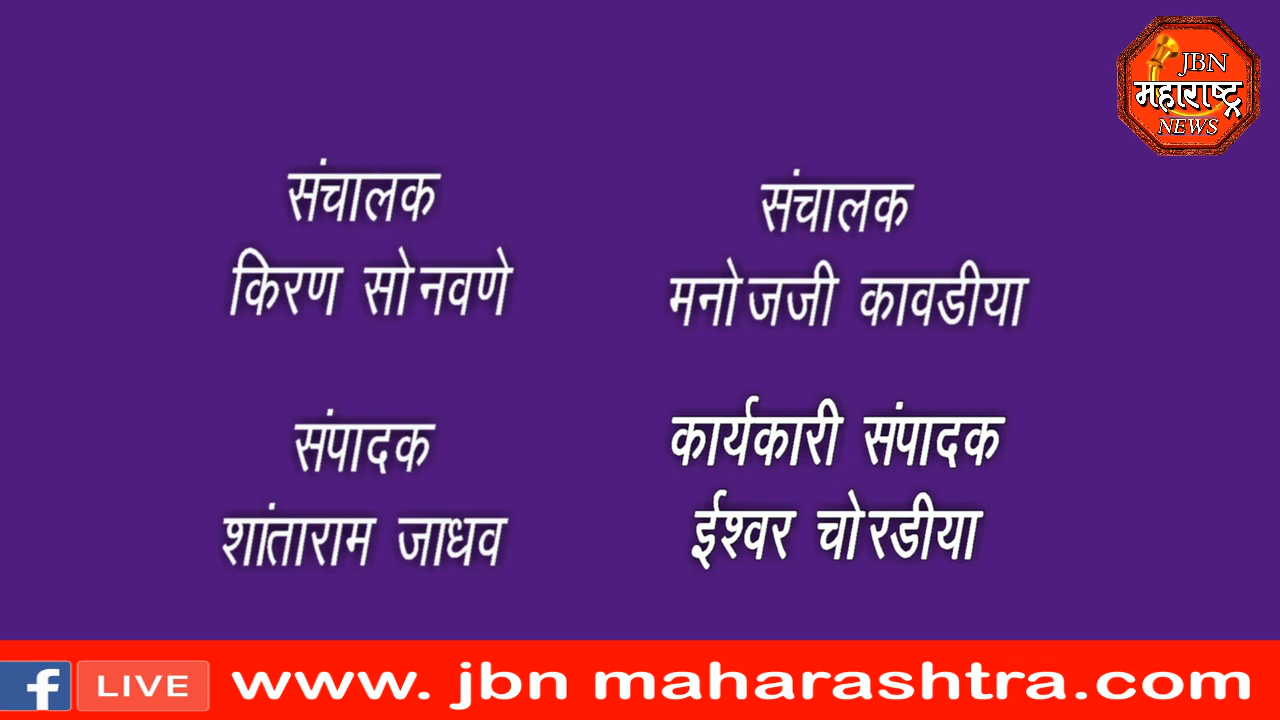 JBN
महाराष्ट्र
NEWS
संचालक
किरण सोनवणे
संचालक
मनोजजी कावडीया
संपादक
शांताराम जाधव
कार्यकारी संपादक
ईश्वर चोरडीया
f LIVE www. jbn maharashtra.com